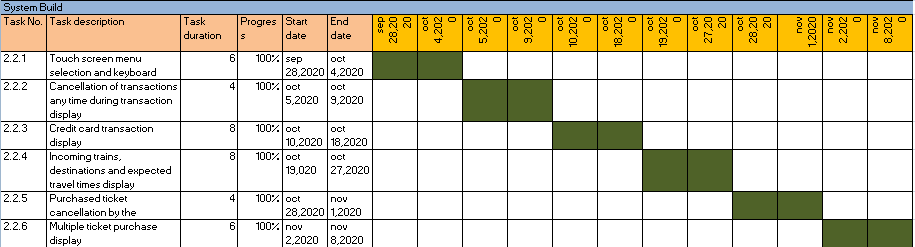 System Build
Task No. Task description Task duration Progres s Start date End date sep 28,20 20 oct 4,202 0 oct 5,202 0 oct 9,202 0 oct 10,20 20 oct 18,20 20 oct 19,20 20 oct 27,20 20 oct 28,20 20 nov 1,2020 nov 2,202 0 nov 8,202 0
2.2.1 Touch screen menu 6 100% sep oct
selection and keyboard 28,2020 4,2020
2.2.2 Cancellation of transactions 4 100% oct oct
any time during transaction 5,2020 9,2020
display
2.2.3 Credit card transaction 8 100% oct oct
display 10,2020 18,2020
2.2.4 Incoming trains, 8 100% oct oct
destinations and expected 19,020 27,2020
travel times display
2.2.5 Purchased ticket 4 100% oct nov
cancellation by the 28,2020 1,2020
2.2.6 Multiple ticket purchase 6 100% nov nov
display 2,2020 8,2020